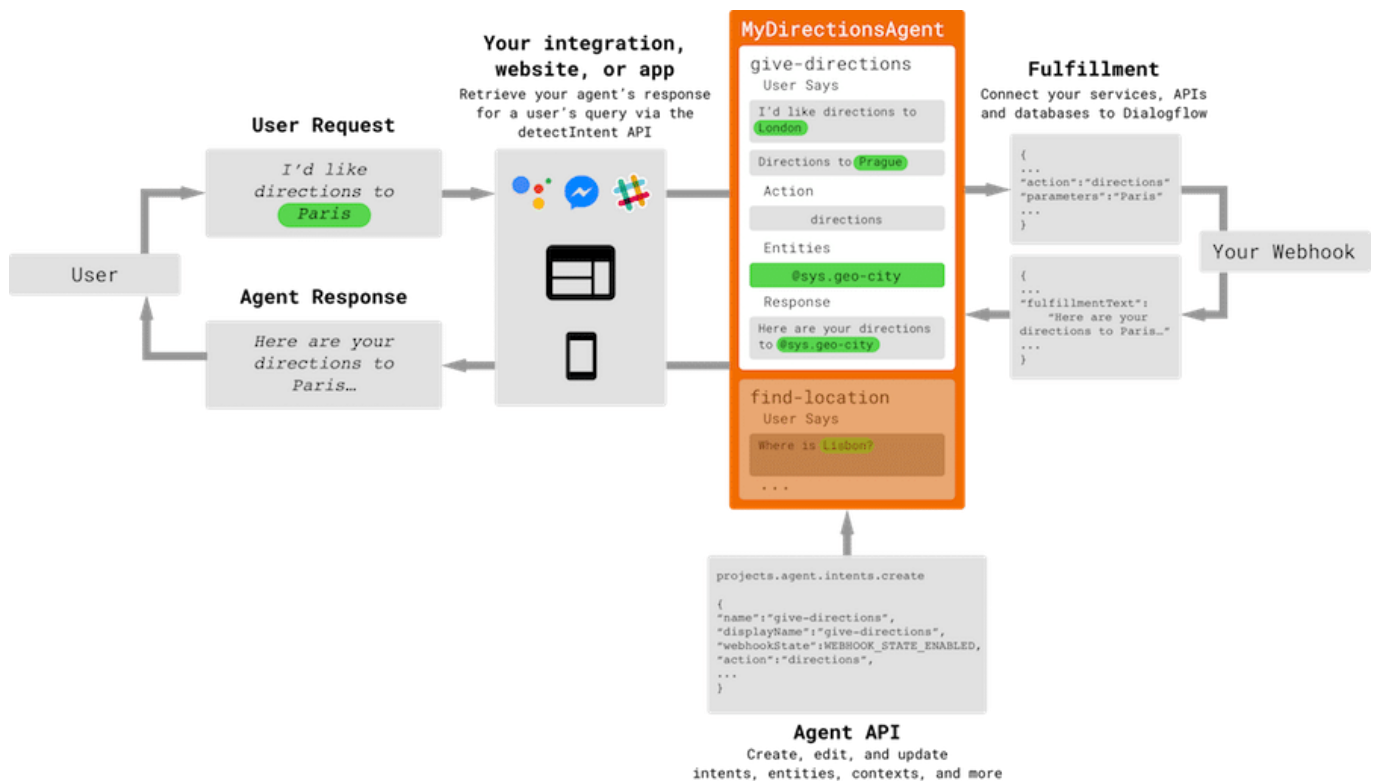 User
User Request
I’d like
directions to
Paris
Agent Response
Here are your
directions to
Paris…
Your integration,
website, or app
Retrieve your agent’s response
for a user’s query via the
detectIntent API
MyDirectionsAgent
give-directions
User Says
I’d like directions to
London
Directions to Prague
Action
directions
Entities
@sys.geo-city
Response
Here are your directions
to @sys.geo-city
find-location
User Says
Where is Lisbon?
...
Fulfillment
Connect your services, APIs
and databases to Dialogflow
{
...
"action":"directions"
"parameters":"Paris"
...
}
{
...
"fulfillmentText":
“Here are your
directions to Paris…”
...
}
Your Webhook
projects.agent.intents.create
{
"name":"give-directions",
"displayName":"give-directions",
"webhookState":WEBHOOK_STATE_ENABLED,
"action":"directions",
...
}
Agent API
Create, edit, and update
intents, entities, contexts, and more